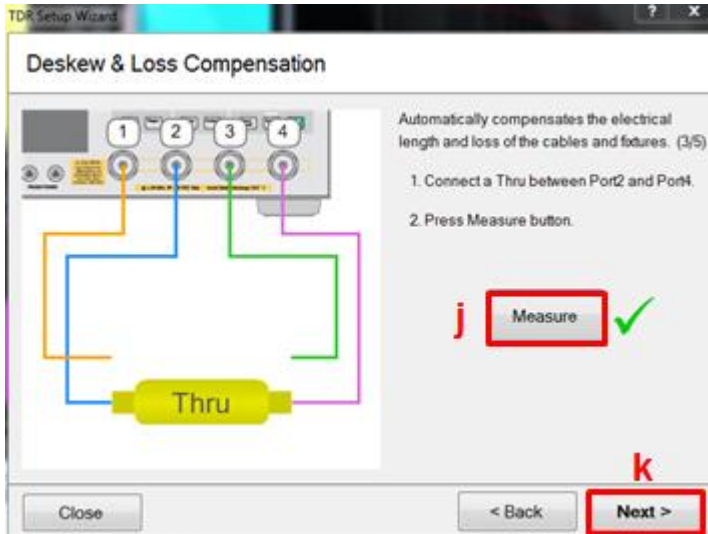 TDR Setup Wizard
? X
Deskew & Loss Compensation
1 2 3 4
Automatically compensates the electrical
length and loss of the cables and fixtures. (3/5)
1. Connect a Thru between Port2 and Port4.
2. Press Measure button.
j Measure
Thru
k
Close < Back Next >